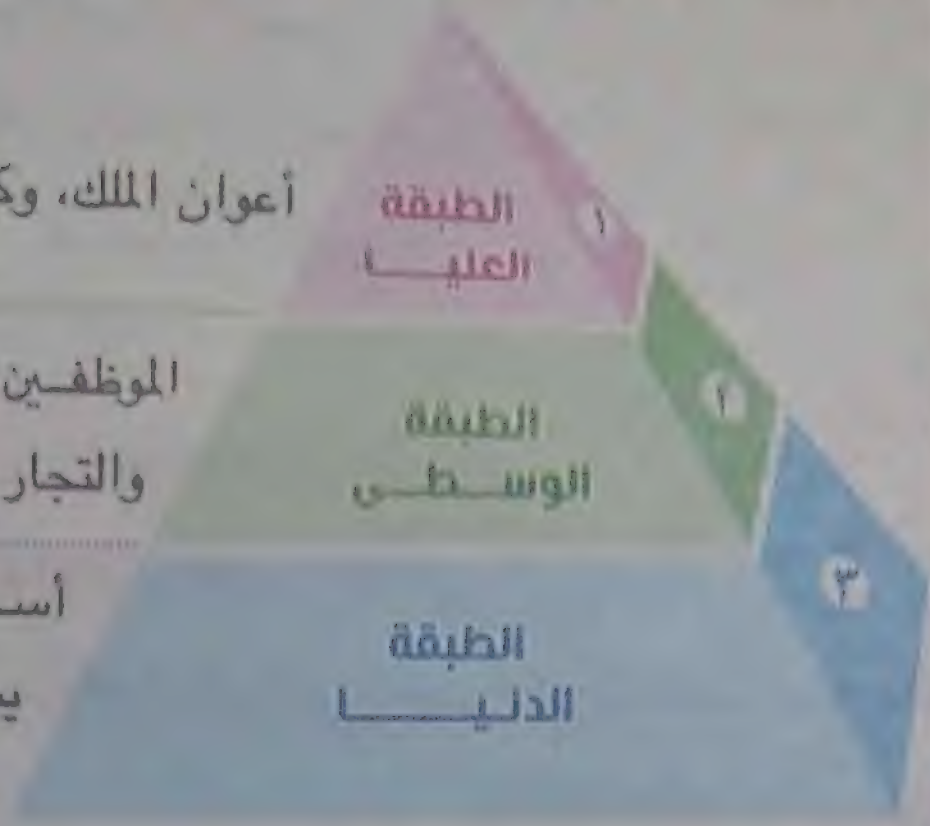 أعوان الملك،
الطبقة
العليا
١
الموظفين
والتجار
الطبقة
الوسطى
٢
الطبقة
الدنيا
٣